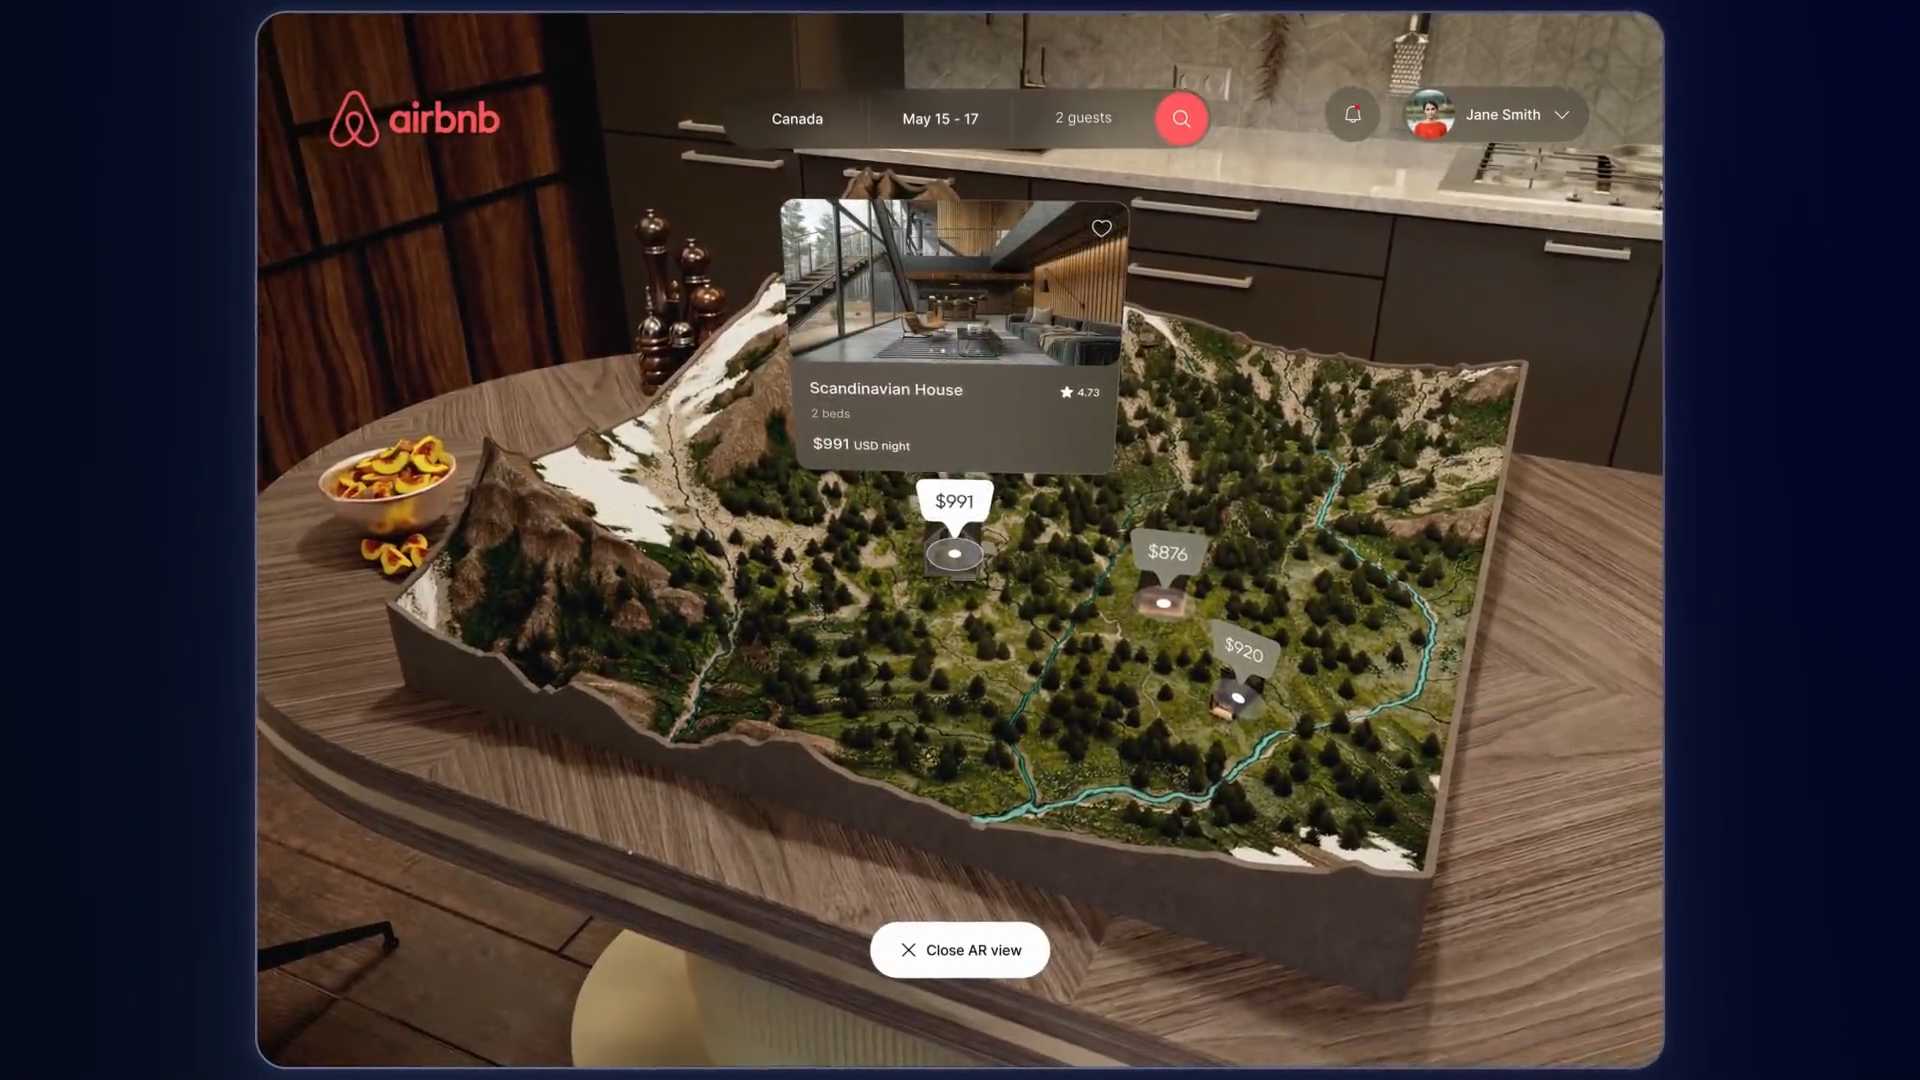 airbnb
Canada
May 15 - 17
2 guests
Jane Smith
Scandinavian House
4.73
2 beds
$991 USD night
$991
$876
$920
Close AR view